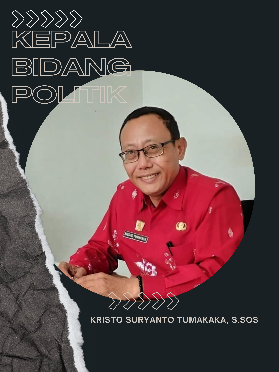 KEPALA
BIDANG
POLITIK
KRISTO SURYANTO TUMAKAKA, S.SOS